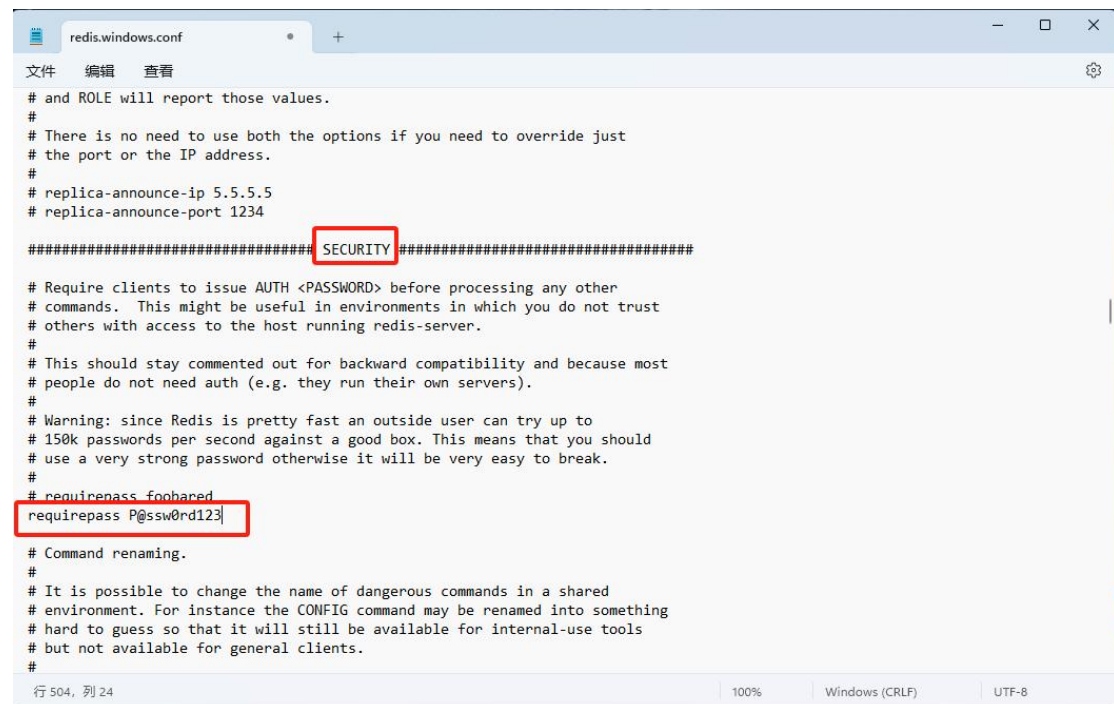 redis.windows.conf
文件 编辑 查看
# and ROLE will report those values.
#
# There is no need to use both the options if you need to override just
# the port or the IP address.
#
# replica-announce-ip 5.5.5.5
# replica-announce-port 1234
################################## SECURITY ###################################
# Require clients to issue AUTH <PASSWORD> before processing any other
# commands.  This might be useful in environments in which you do not trust
# others with access to the host running redis-server.
#
# This should stay commented out for backward compatibility and because most
# people do not need auth (e.g. they run their own servers).
#
# Warning: since Redis is pretty fast an outside user can try up to
# 150k passwords per second against a good box. This means that you should
# use a very strong password otherwise it will be very easy to break.
#
# requirepass foobared
requirepass P@ssw0rd123
# Command renaming.
#
# It is possible to change the name of dangerous commands in a shared
# environment. For instance the CONFIG command may be renamed into something
# hard to guess so that it will still be available for internal-use tools
# but not available for general clients.
#
行 504, 列 24 100% Windows (CRLF) UTF-8